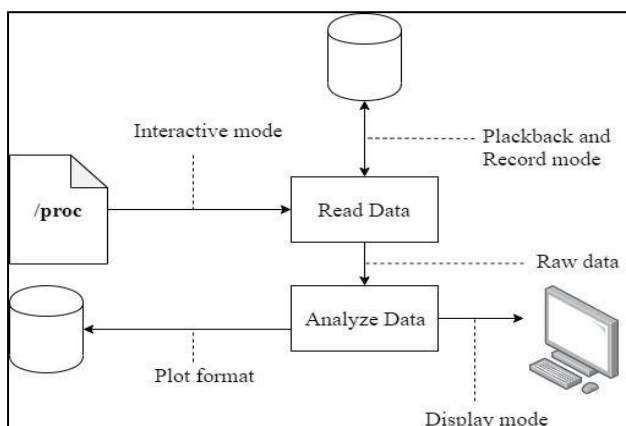 Interactive mode
Plackback and
Record mode
/proc
Read Data
Raw data
Analyze Data
Plot format
Display mode